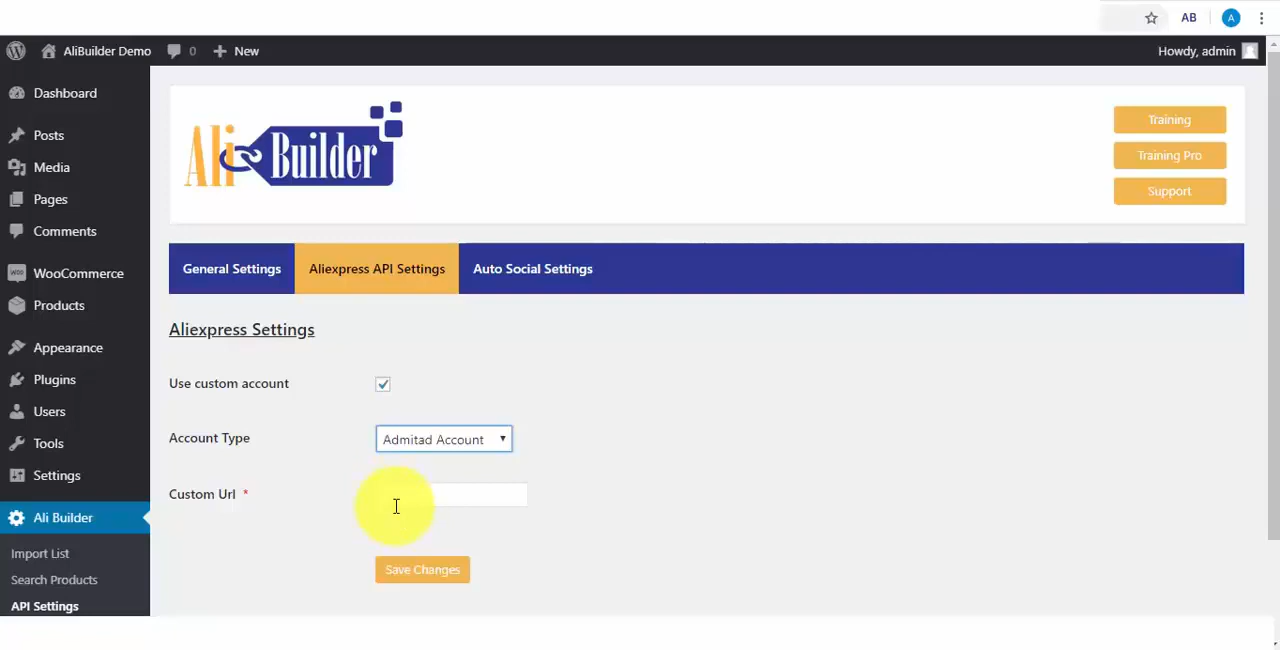 AB
A
AliBuilder Demo
0
New
Howdy, admin
Dashboard
Posts
Media
Pages
Comments
WooCommerce
Products
Appearance
Plugins
Users
Tools
Settings
Ali Builder
Import List
Search Products
API Settings
Ali Builder
Training
Training Pro
Support
General Settings
Aliexpress API Settings
Auto Social Settings
Aliexpress Settings
Use custom account
Account Type
Admitad Account
Custom Url *
Save Changes